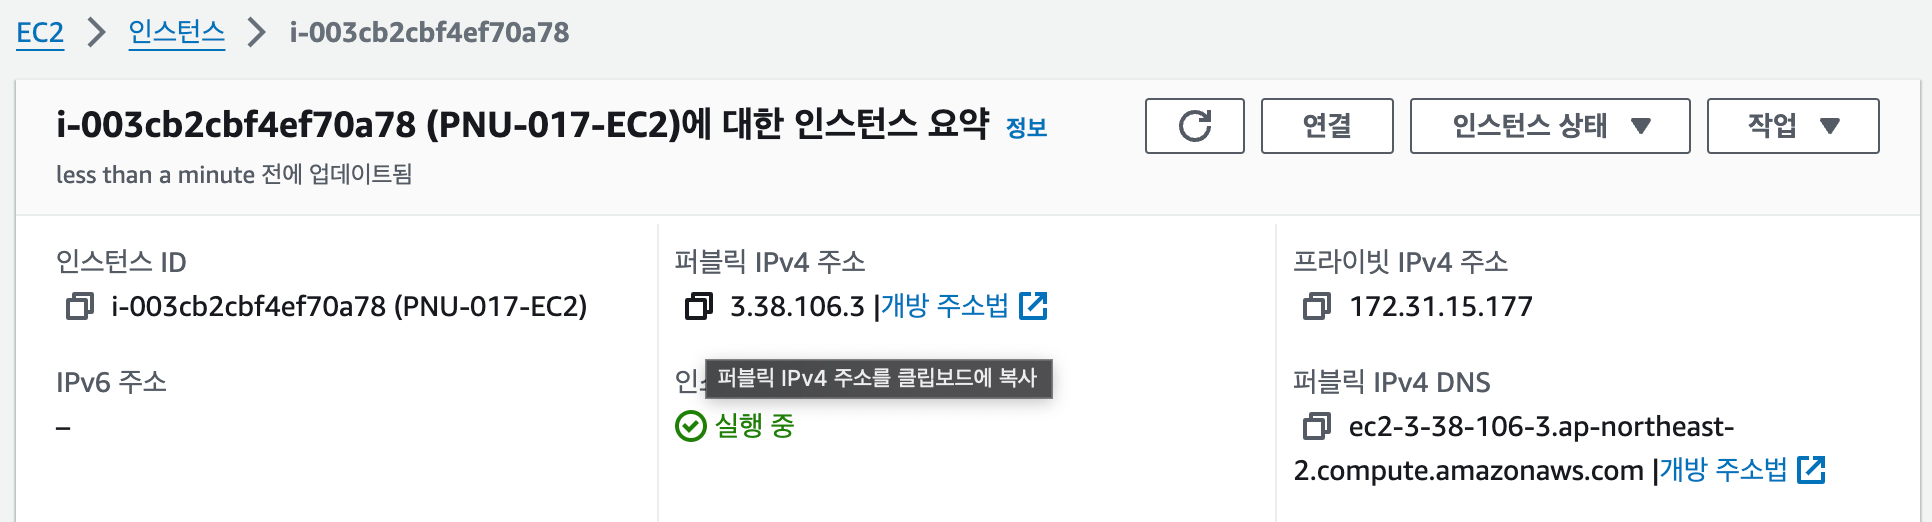 EC2 > 인스턴스 > i-003cb2cbf4ef70a78
i-003cb2cbf4ef70a78 (PNU-017-EC2)에 대한 인스턴스 요약 정보
연결
인스턴스 상태 ▼
작업 ▼
less than a minute 전에 업데이트됨
인스턴스 ID
i-003cb2cbf4ef70a78 (PNU-017-EC2)
퍼블릭 IPv4 주소
3.38.106.3 |개방 주소법
프라이빗 IPv4 주소
172.31.15.177
IPv6 주소
–
퍼블릭 IPv4 주소를 클립보드에 복사
실행 중
퍼블릭 IPv4 DNS
ec2-3-38-106-3.ap-northeast-
2.compute.amazonaws.com |개방 주소법